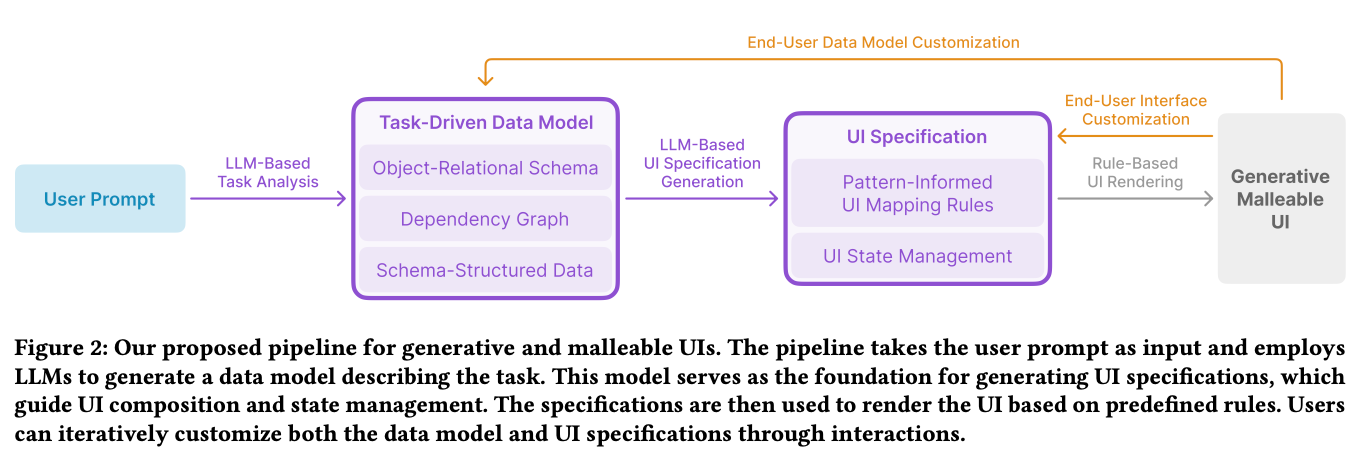 End-User Data Model Customization
User Prompt
LLM-Based
Task Analysis
Task-Driven Data Model
Object-Relational Schema
Dependency Graph
Schema-Structured Data
LLM-Based
UI Specification
Generation
UI Specification
Pattern-Informed
UI Mapping Rules
UI State Management
End-User Interface
Customization
Rule-Based
UI Rendering
Generative
Malleable
UI
Figure 2: Our proposed pipeline for generative and malleable UIs. The pipeline takes the user prompt as input and employs
LLMs to generate a data model describing the task. This model serves as the foundation for generating UI specifications, which
guide UI composition and state management. The specifications are then used to render the UI based on predefined rules. Users
can iteratively customize both the data model and UI specifications through interactions.